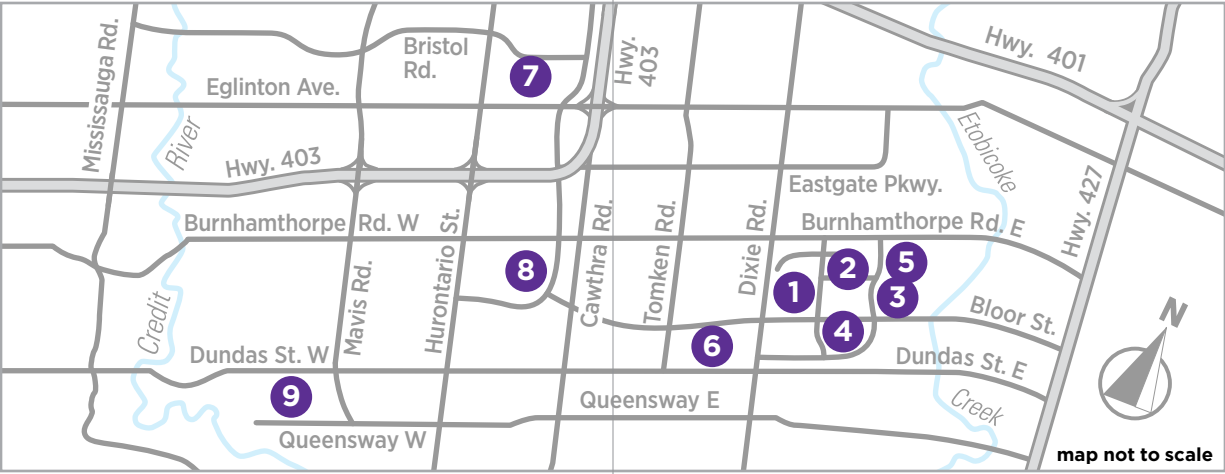 Mississauga Rd.
River
Credit
Eglinton Ave.
Bristol
Rd.
7
Hwy.
403
Hwy. 401
Hwy. 403
Etobicoke
Creek
Hwy. 427
Eastgate Pkwy.
Burnhamthorpe Rd. W
Burnhamthorpe Rd. E
Mavis Rd.
Hurontario St.
Cawthra Rd.
Tomken Rd.
Dixie Rd.
8
1
2
5
3
4
6
Bloor St.
Dundas St. W
Dundas St. E
9
Queensway E
Queensway W
N
map not to scale